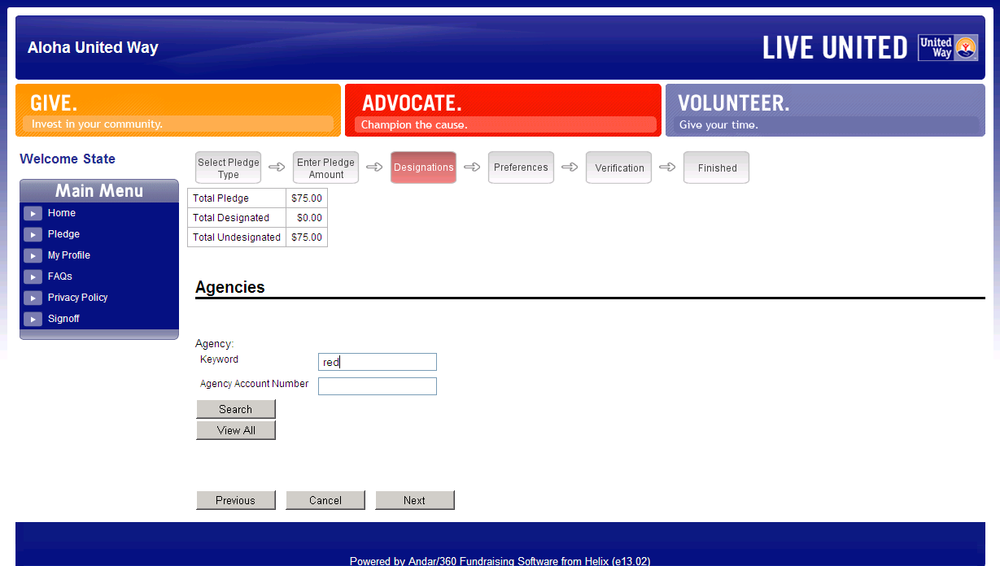 Aloha United Way
LIVE UNITED
United
Way
GIVE.
Invest in your community.
ADVOCATE.
Champion the cause.
VOLUNTEER.
Give your time.
Welcome State
Main Menu
Home
Pledge
My Profile
FAQs
Privacy Policy
Signoff
Select Pledge
Type
Enter Pledge
Amount
Designations
Preferences
Verification
Finished
Total Pledge $75.00
Total Designated $0.00
Total Undesignated $75.00
Agencies
Agency:
Keyword red
Agency Account Number
Search
View All
Previous Cancel Next
Powered by Andar/360 Fundraising Software from Helix (e13.02)